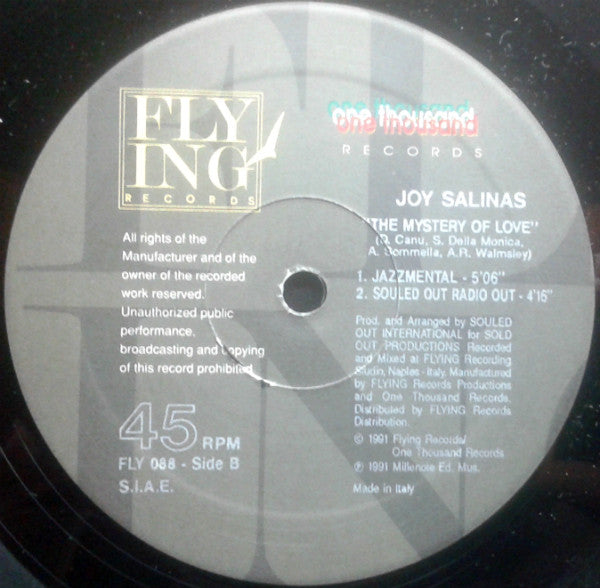 FLY
ING
RECORDS
one thousand
RECORDS
JOY SALINAS
"THE MYSTERY OF LOVE"
(D. Canu, S. Della Monica,
A. Sommella, A.R. Walmsley)
1. JAZZMENTAL - 5'06"
2. SOULED OUT RADIO OUT - 4'16"
All rights of the
Manufacturer and of the
owner of the recorded
work reserved.
Unauthorized public
performance,
broadcasting and copying
of this record prohibited
Prod. and Arranged by SOULED
OUT INTERNATIONAL for SOLD
OUT PRODUCTIONS Recorded
and Mixed at FLYING Recording
Studio, Naples - Italy. Manufactured
by FLYING Records Productions
and One Thousand Records.
Distributed by FLYING Records
Distribution.
© 1991 Flying Records/
One Thousand Records
℗ 1991 Millenote Ed. Mus.
Made in Italy
45 RPM
FLY 088 - Side B
S.I.A.E.